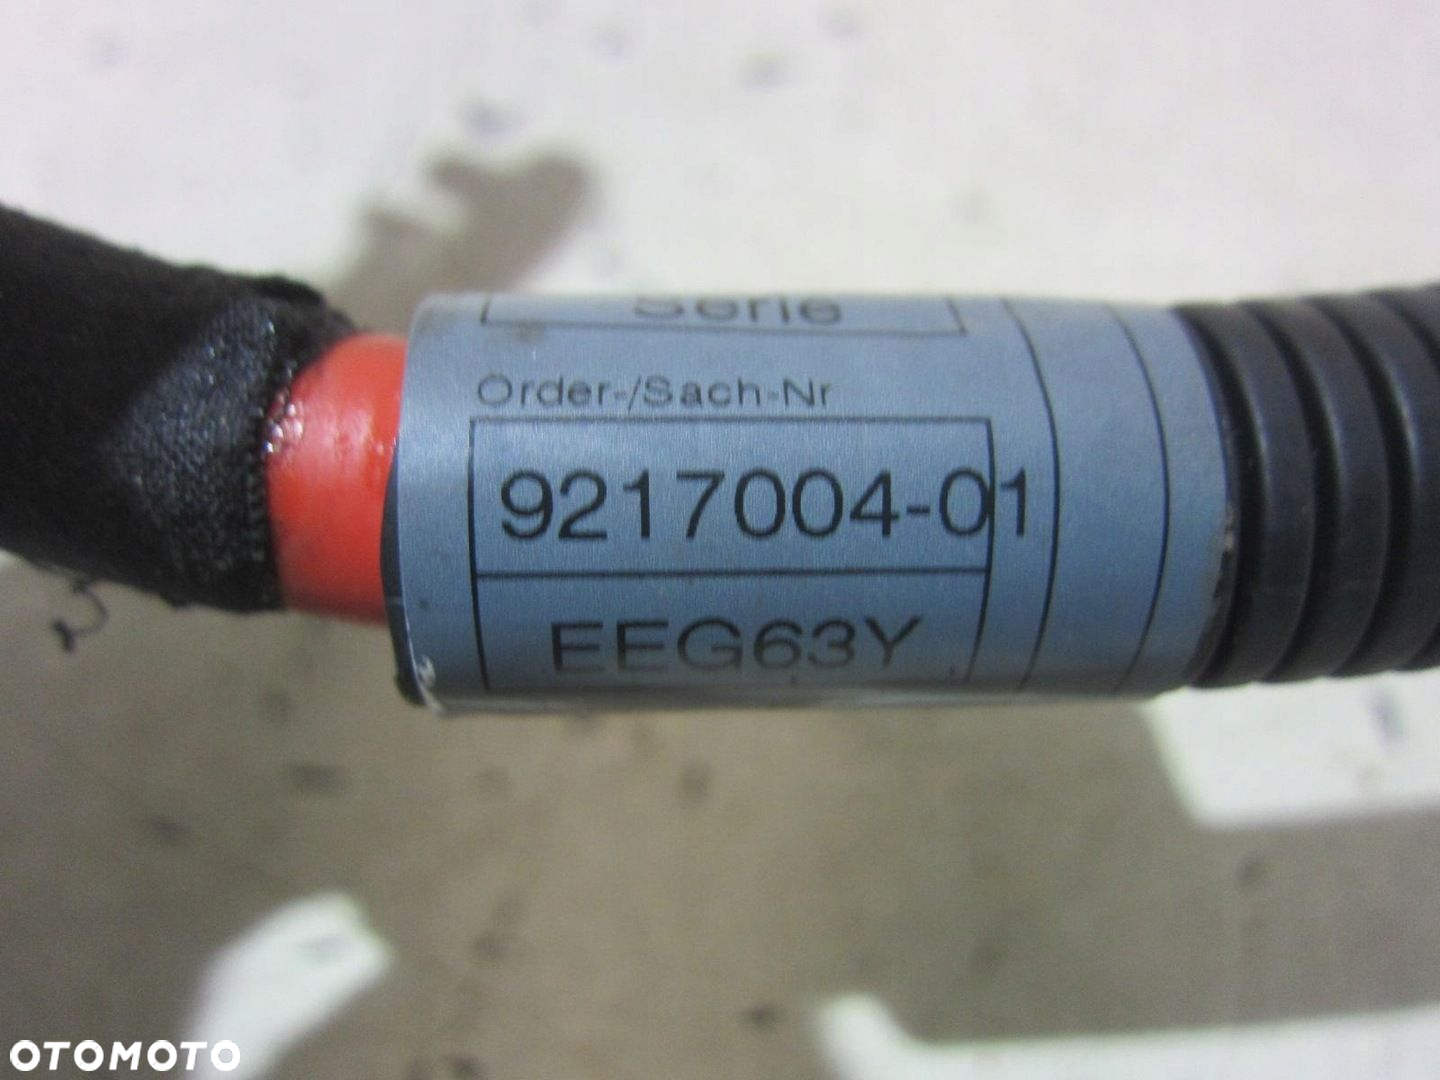 Serie
Order-/Sach-Nr
9217004-01
EEG63Y
OTOMOTO